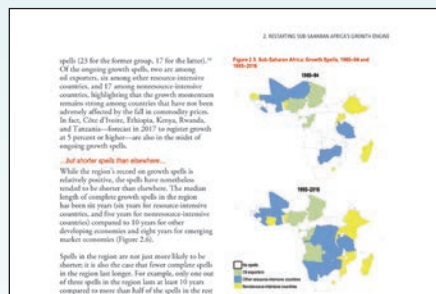 2. RESTARTING SUB-SAHARAN AFRICA'S GROWTH ENGINE
spells (23 for the former group, 17 for the latter).
Of the ongoing growth spells, two are among
oil exporters, six among other resource-intensive
countries, and 17 among nonresource-intensive
countries, highlighting that the growth momentum
remains strong among countries that have not been
adversely affected by the fall in commodity prices.
In fact, Côte d'Ivoire, Ethiopia, Kenya, Rwanda,
and Tanzania—forecast in 2017 to register growth
at 5 percent or higher—are also in the midst of
ongoing growth spells.
...but shorter spells than elsewhere...
While the region's record on growth spells is
relatively positive, the spells have nonetheless
tended to be shorter than elsewhere. The median
length of complete growth spells in the region
has been six years (six years for resource-intensive
countries, and five years for nonresource-intensive
countries) compared to 10 years for other
developing economies and eight years for emerging
market economies (Figure 2.6).
Spells in the region are not just more likely to be
shorter; it is also the case that fewer complete spells
in the region last longer. For example, only one out
of three spells in the region lasts at least 10 years
compared to more than half of the spells in the rest
Figure 2.5. Sub-Saharan Africa: Growth Spells, 1980–94 and
1995–2016
1980–94
1995–2016
No spells
Oil exporters
Other resource-intensive countries
Nonresource-intensive countries